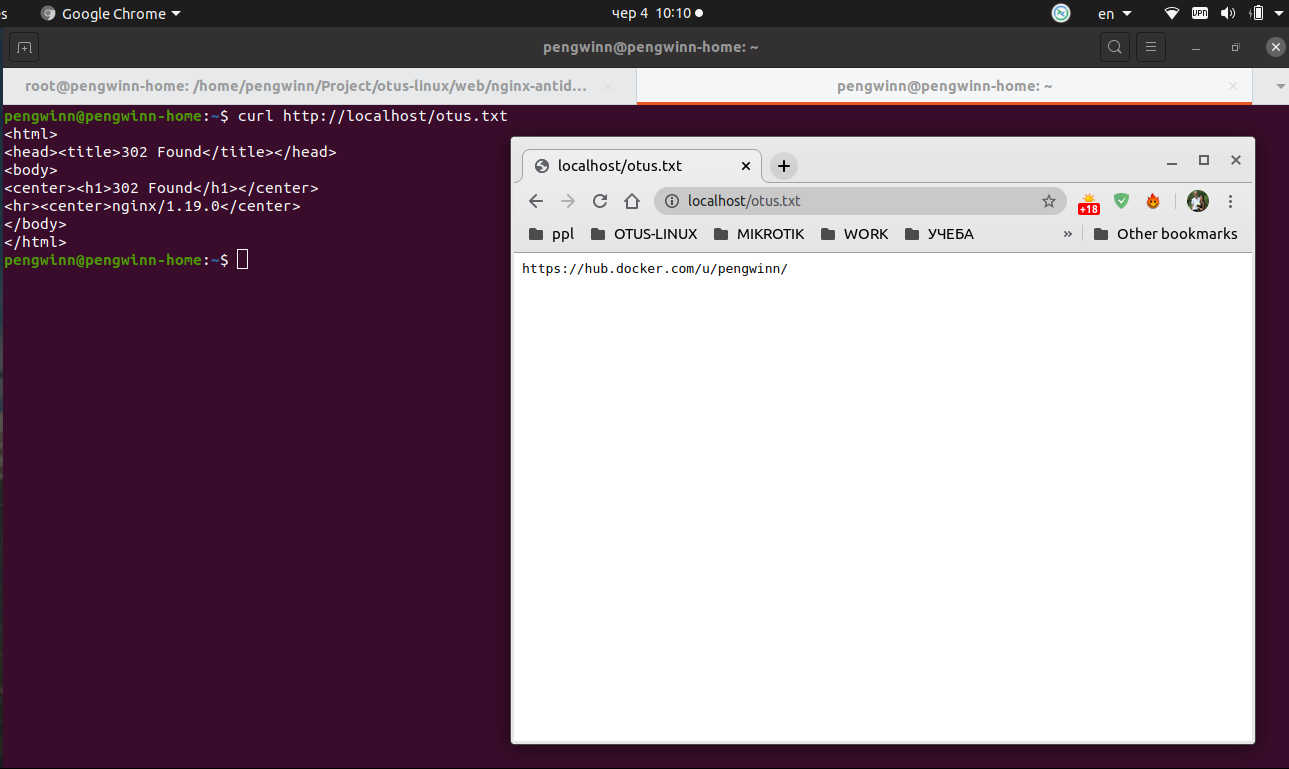 s Google Chrome чер 4 10:10 en VPN
pengwinn@pengwinn-home: ~
root@pengwinn-home: /home/pengwinn/Project/otus-linux/web/nginx-antid... pengwinn@pengwinn-home: ~
pengwinn@pengwinn-home:~$ curl http://localhost/otus.txt
<html>
<head><title>302 Found</title></head>
<body>
<center><h1>302 Found</h1></center>
<hr><center>nginx/1.19.0</center>
</body>
</html>
pengwinn@pengwinn-home:~$
localhost/otus.txt
localhost/otus.txt
+18
ppl OTUS-LINUX MIKROTIK WORK УЧЕБА » Other bookmarks
https://hub.docker.com/u/pengwinn/